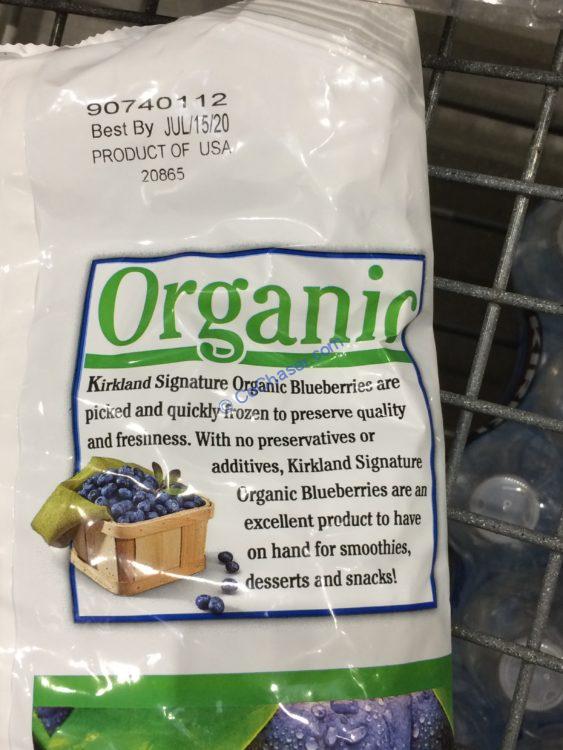 90740112
Best By JUL/15/20
PRODUCT OF USA
20865
Organic
Kirkland Signature Organic Blueberries are
picked and quickly frozen to preserve quality
and freshness. With no preservatives or
additives, Kirkland Signature
Organic Blueberries are an
excellent product to have
on hand for smoothies,
desserts and snacks!
© CoChaser.com